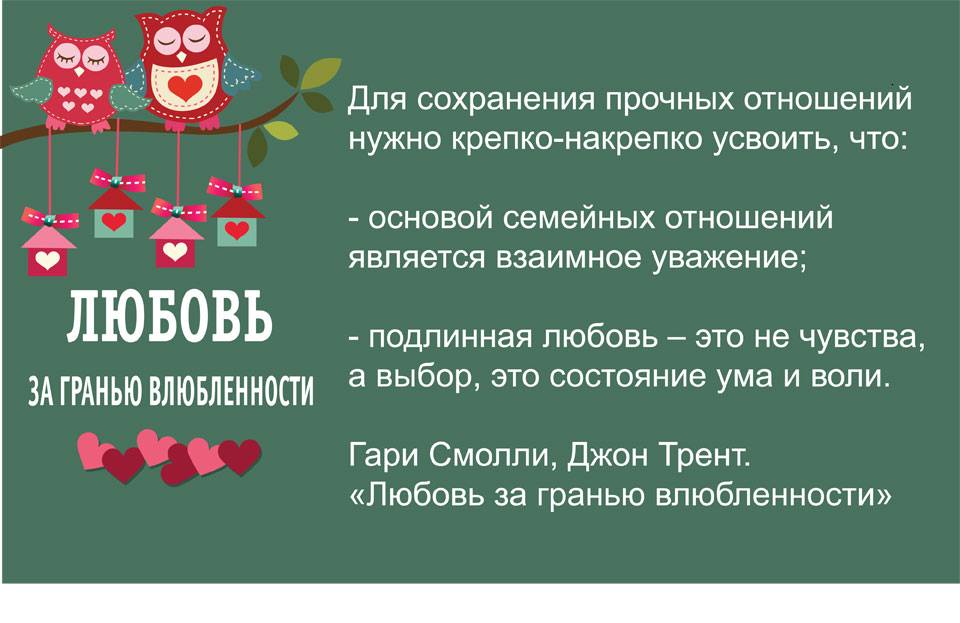 ЛЮБОВЬ
ЗА ГРАНЬЮ ВЛЮБЛЕННОСТИ
Для сохранения прочных отношений
нужно крепко-накрепко усвоить, что:
- основой семейных отношений
является взаимное уважение;
- подлинная любовь – это не чувства,
а выбор, это состояние ума и воли.
Гари Смолли, Джон Трент.
«Любовь за гранью влюбленности»